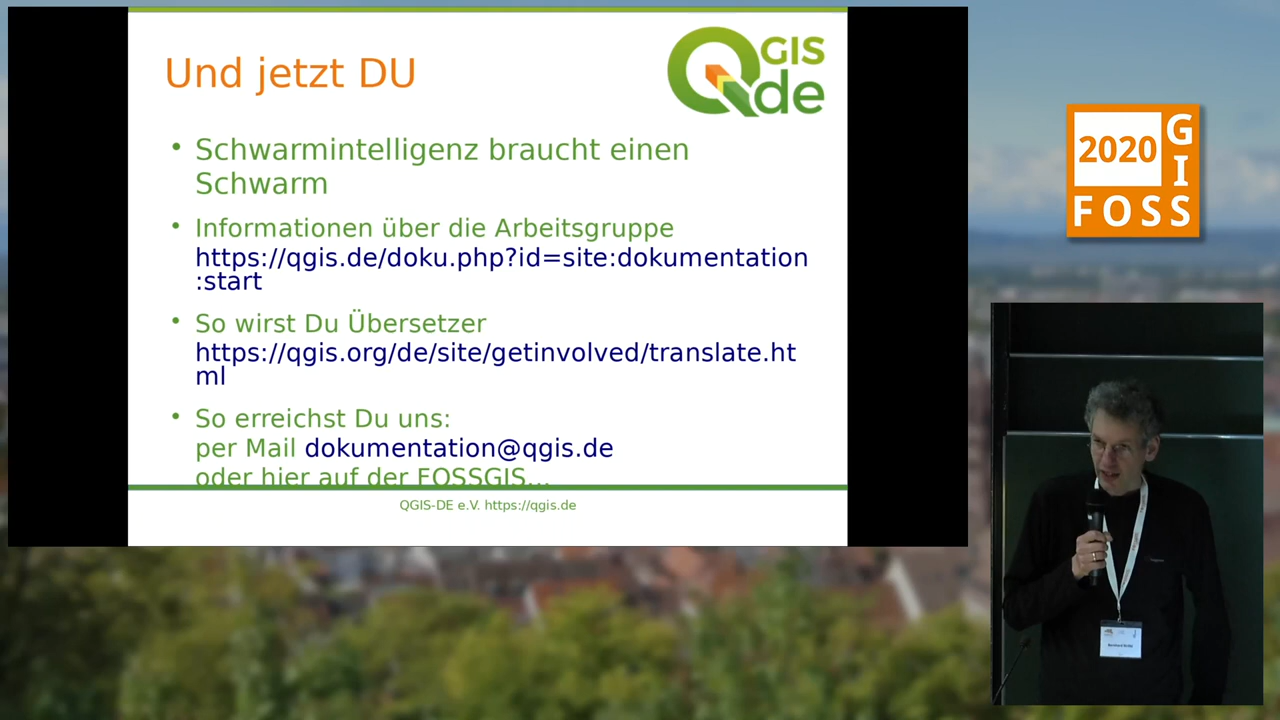 Und jetzt DU
QGIS
de
• Schwarmintelligenz braucht einen
Schwarm
• Informationen über die Arbeitsgruppe
https://qgis.de/doku.php?id=site:dokumentation
:start
• So wirst Du Übersetzer
https://qgis.org/de/site/getinvolved/translate.ht
ml
• So erreichst Du uns:
per Mail dokumentation@qgis.de
oder hier auf der FOSSGIS...
QGIS-DE e.V. https://qgis.de
2020
FOSS
GIS